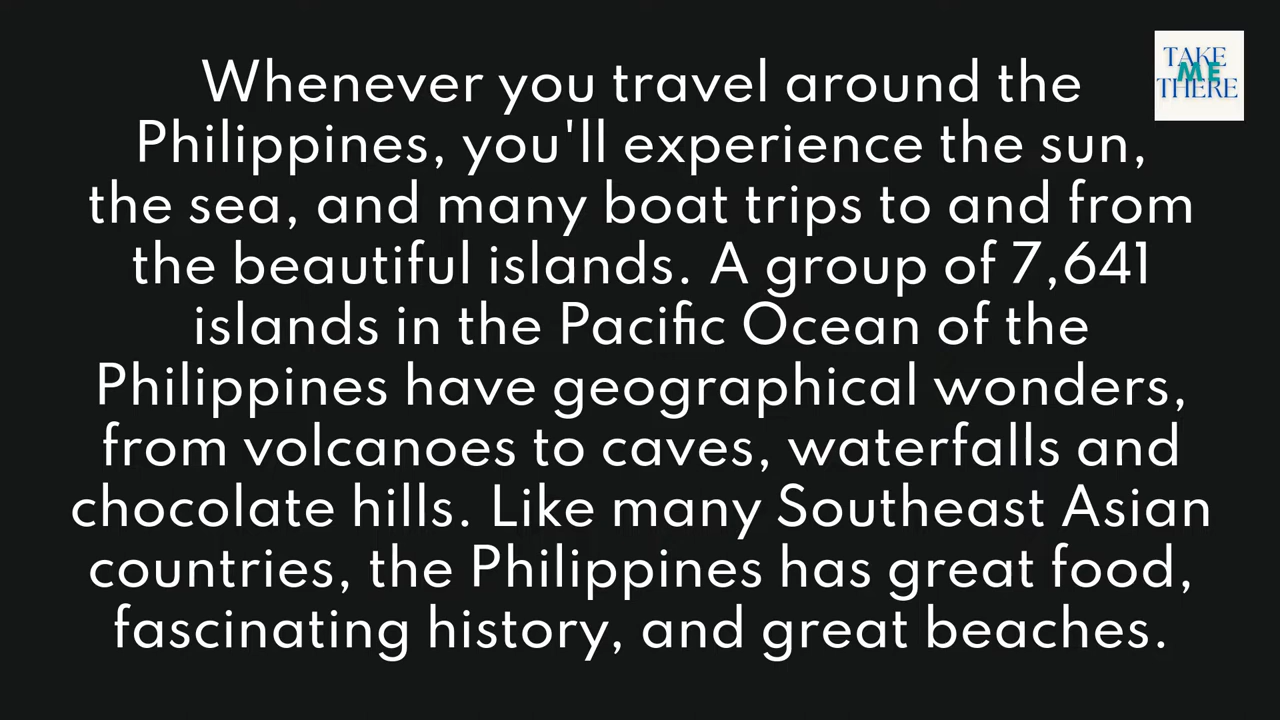 TAKE
ME
THERE
Whenever you travel around the
Philippines, you'll experience the sun,
the sea, and many boat trips to and from
the beautiful islands. A group of 7,641
islands in the Pacific Ocean of the
Philippines have geographical wonders,
from volcanoes to caves, waterfalls and
chocolate hills. Like many Southeast Asian
countries, the Philippines has great food,
fascinating history, and great beaches.